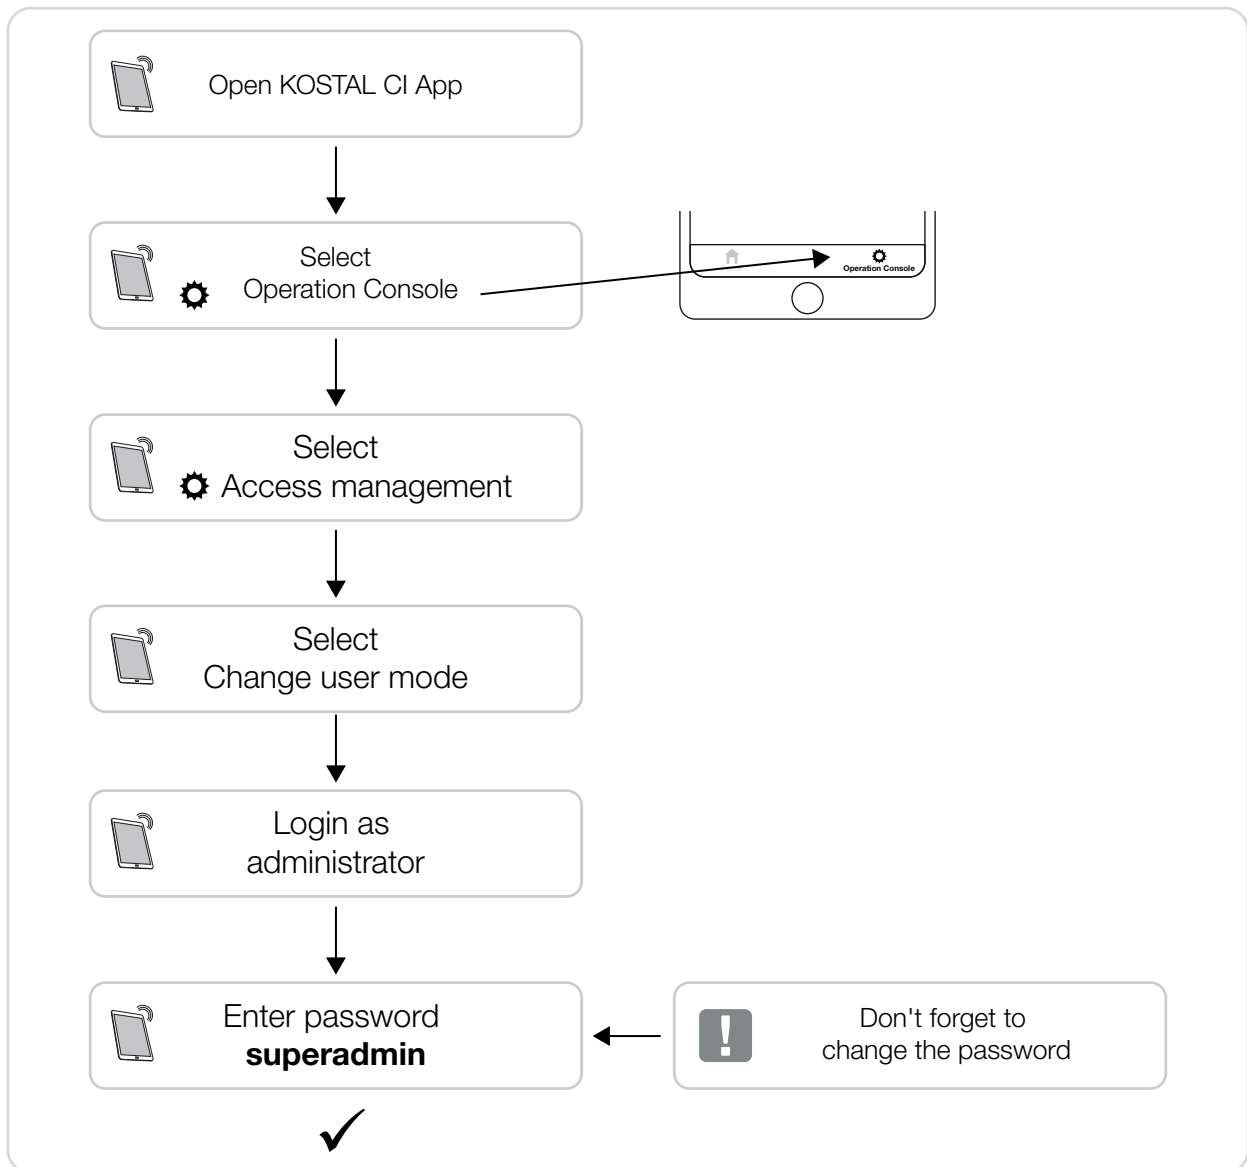 Open KOSTAL CI App
Select
Operation Console
Operation Console
Select
Access management
Select
Change user mode
Login as
administrator
Enter password
superadmin
Don't forget to
change the password